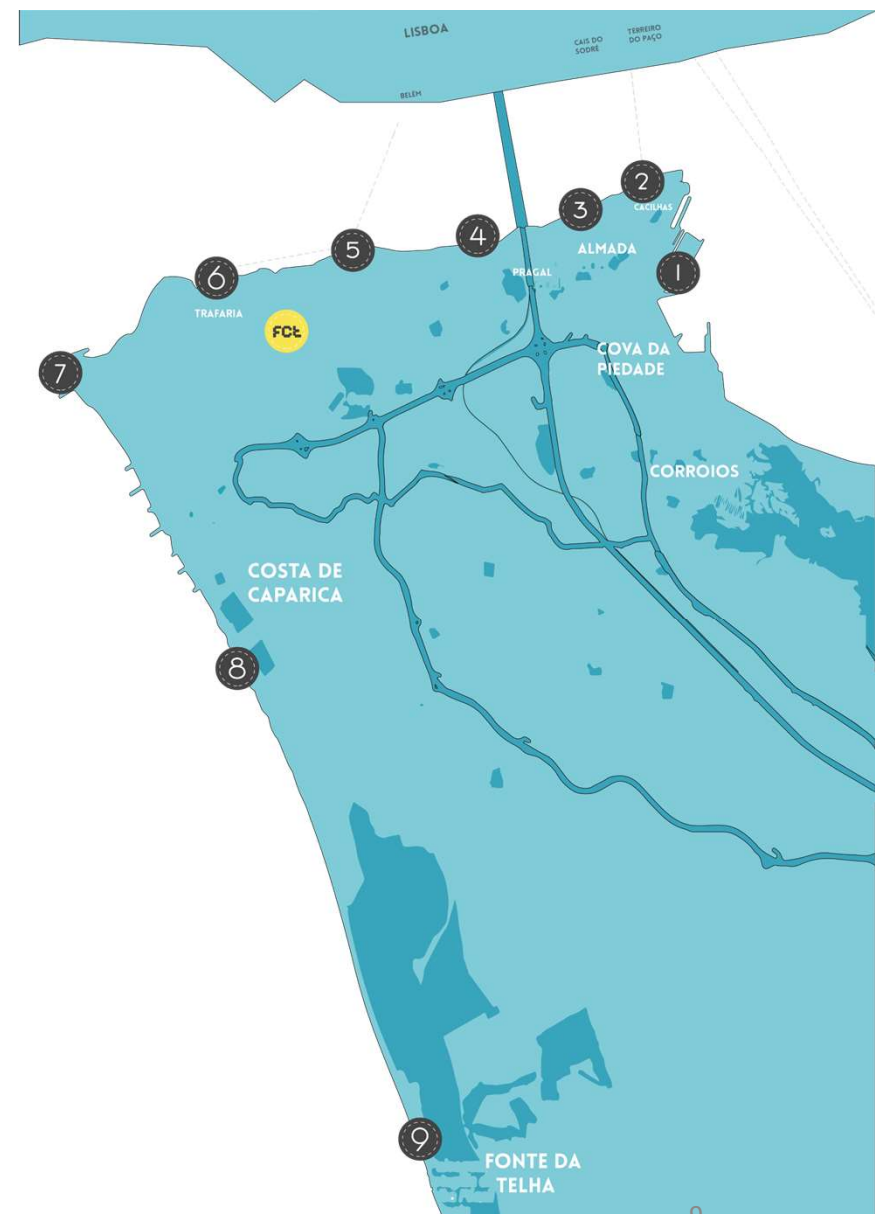 LISBOA
CAIS DO
SODRÉ
TERREIRO
DO PAÇO
BELÉM
2
CACILHAS
3
4
ALMADA
5
1
PRAGAL
6
TRAFARIA
FCT
COVA DA
PIEDADE
7
CORROIOS
COSTA DE
CAPARICA
8
9
FONTE DA
TELHA